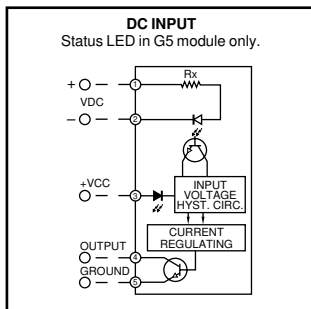 DC INPUT
Status LED in G5 module only.
1
Rx
+
VDC
–
2
+VCC
3
INPUT
VOLTAGE
HYST. CIRC.
CURRENT
REGULATING
OUTPUT
4
GROUND
5